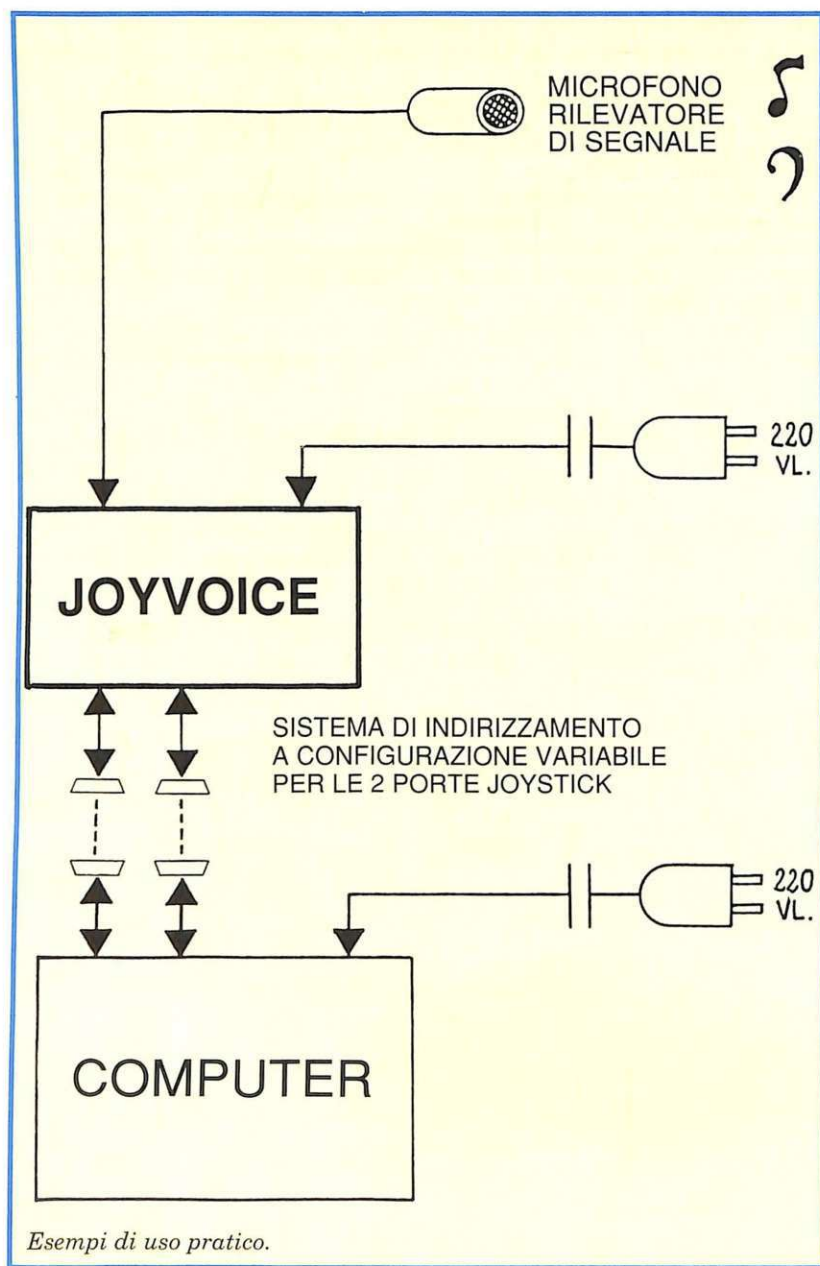 MICROFONO
RILEVATORE
DI SEGNALE
220
VL.
JOYVOICE
SISTEMA DI INDIRIZZAMENTO
A CONFIGURAZIONE VARIABILE
PER LE 2 PORTE JOYSTICK
220
VL.
COMPUTER
Esempi di uso pratico.